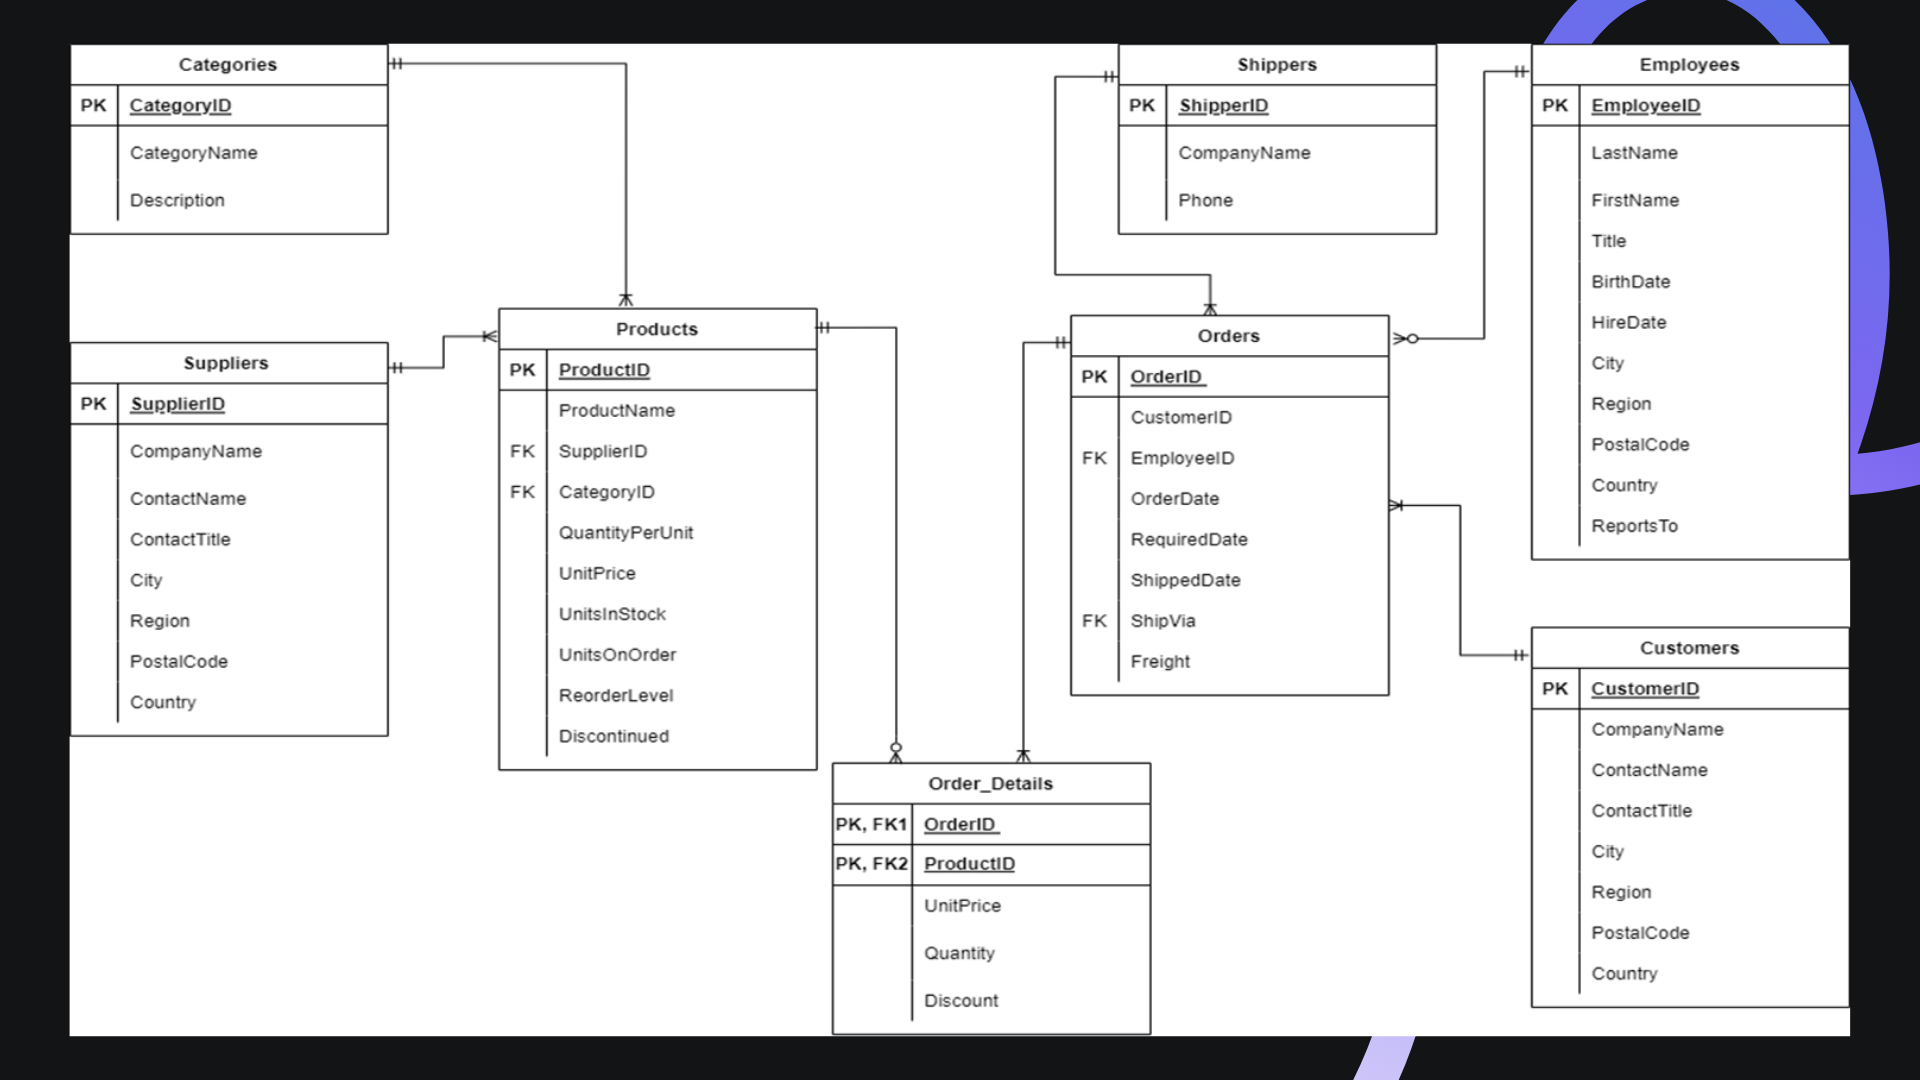 Categories
PK CategoryID
CategoryName
Description
Suppliers
PK SupplierID
CompanyName
ContactName
ContactTitle
City
Region
PostalCode
Country
Products
PK ProductID
ProductName
FK SupplierID
FK CategoryID
QuantityPerUnit
UnitPrice
UnitsInStock
UnitsOnOrder
ReorderLevel
Discontinued
Shippers
PK ShipperID
CompanyName
Phone
Orders
PK OrderID
CustomerID
FK EmployeeID
OrderDate
RequiredDate
ShippedDate
FK ShipVia
Freight
Order_Details
PK, FK1 OrderID
PK, FK2 ProductID
UnitPrice
Quantity
Discount
Employees
PK EmployeeID
LastName
FirstName
Title
BirthDate
HireDate
City
Region
PostalCode
Country
ReportsTo
Customers
PK CustomerID
CompanyName
ContactName
ContactTitle
City
Region
PostalCode
Country